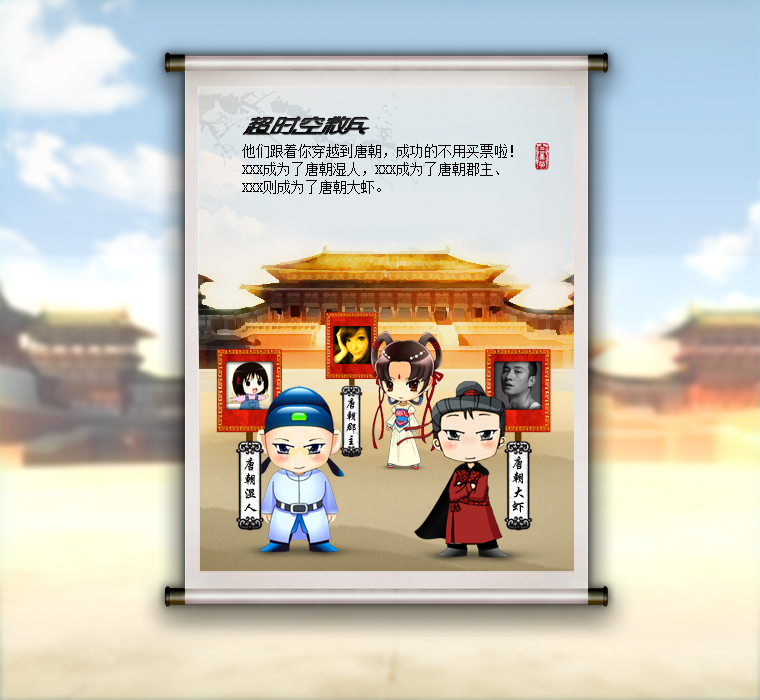 超时空救兵
他们跟着你穿越到唐朝，成功的不用买票啦！
XXX成为了唐朝湿人，XXX成为了唐朝郡主、
XXX则成为了唐朝大虾。
唐朝郡主
唐朝湿人
唐朝大虾